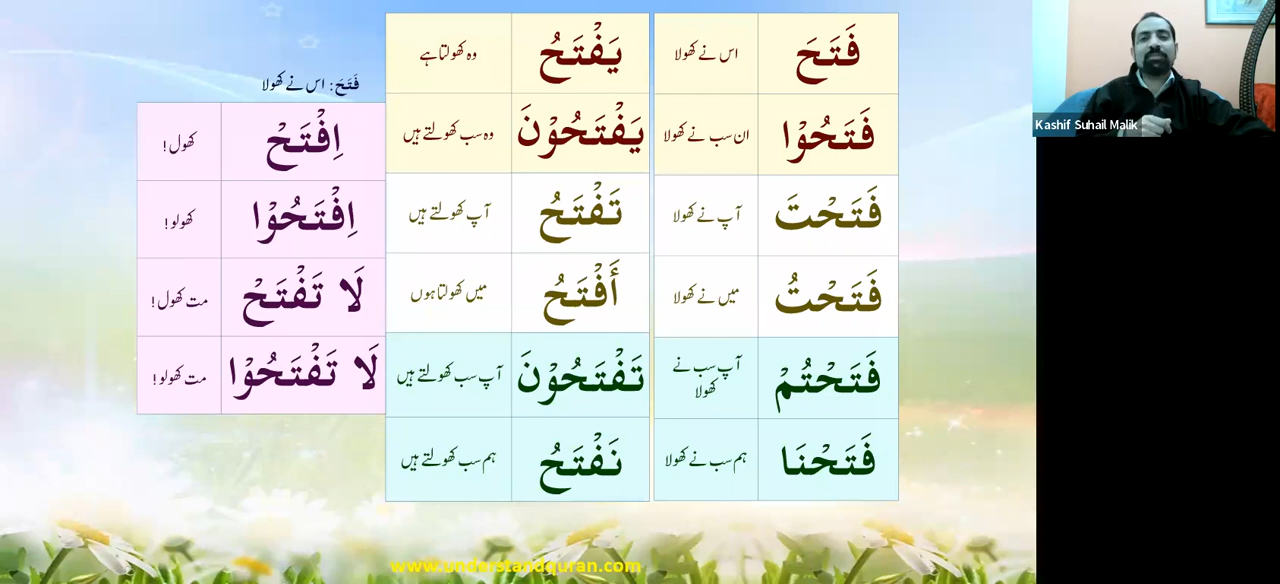 فَتَحَ اس نے کھولا يَفْتَحُ وہ کھولتا ہے
فَتَحَ: اس نے کھولا
فَتَحُوْا ان سب نے کھولا يَفْتَحُوْنَ وہ سب کھولتے ہیں اِفْتَحْ کھول!
فَتَحْتَ آپ نے کھولا تَفْتَحُ آپ کھولتے ہیں اِفْتَحُوْا کھولو!
فَتَحْتُ میں نے کھولا أَفْتَحُ میں کھولتا ہوں لَا تَفْتَحْ مت کھول!
فَتَحْتُمْ آپ سب نے کھولا تَفْتَحُوْنَ آپ سب کھولتے ہیں لَا تَفْتَحُوْا مت کھولو!
فَتَحْنَا ہم سب نے کھولا نَفْتَحُ ہم سب کھولتے ہیں
www.understandquran.com
Kashif Suhail Malik